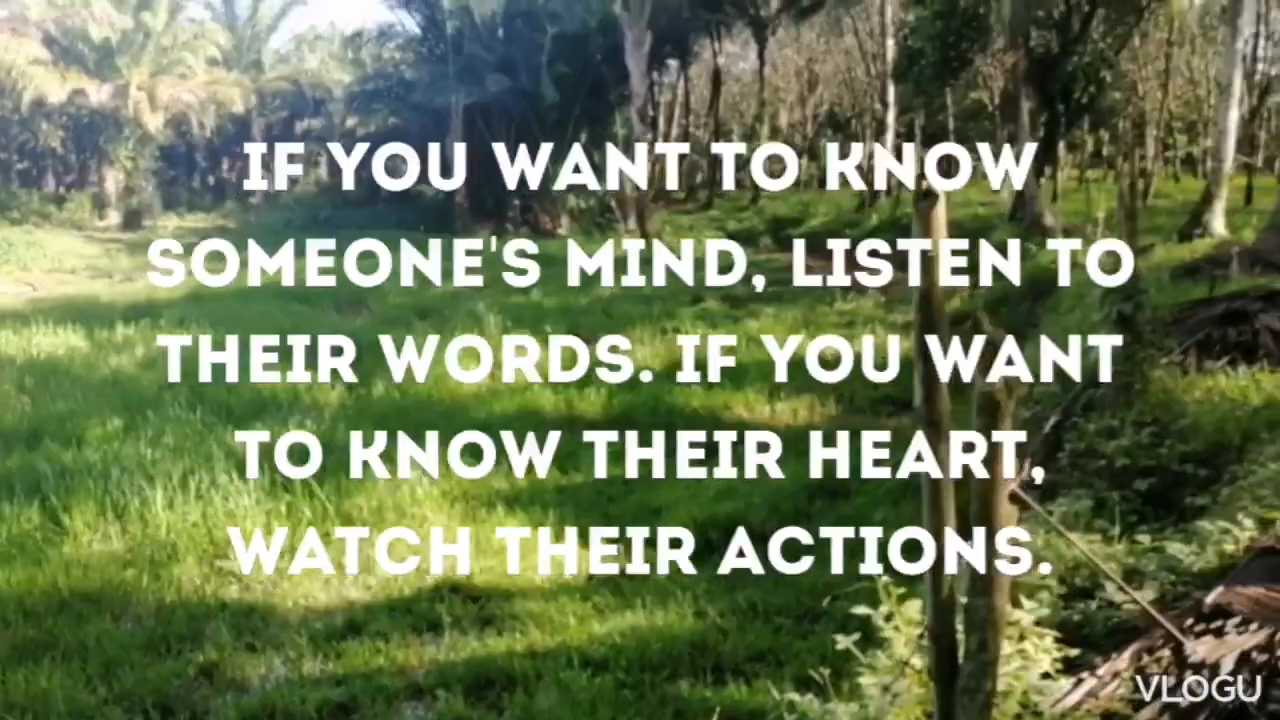 IF YOU WANT TO KNOW
SOMEONE'S MIND, LISTEN TO
THEIR WORDS. IF YOU WANT
TO KNOW THEIR HEART,
WATCH THEIR ACTIONS.
VLOGU